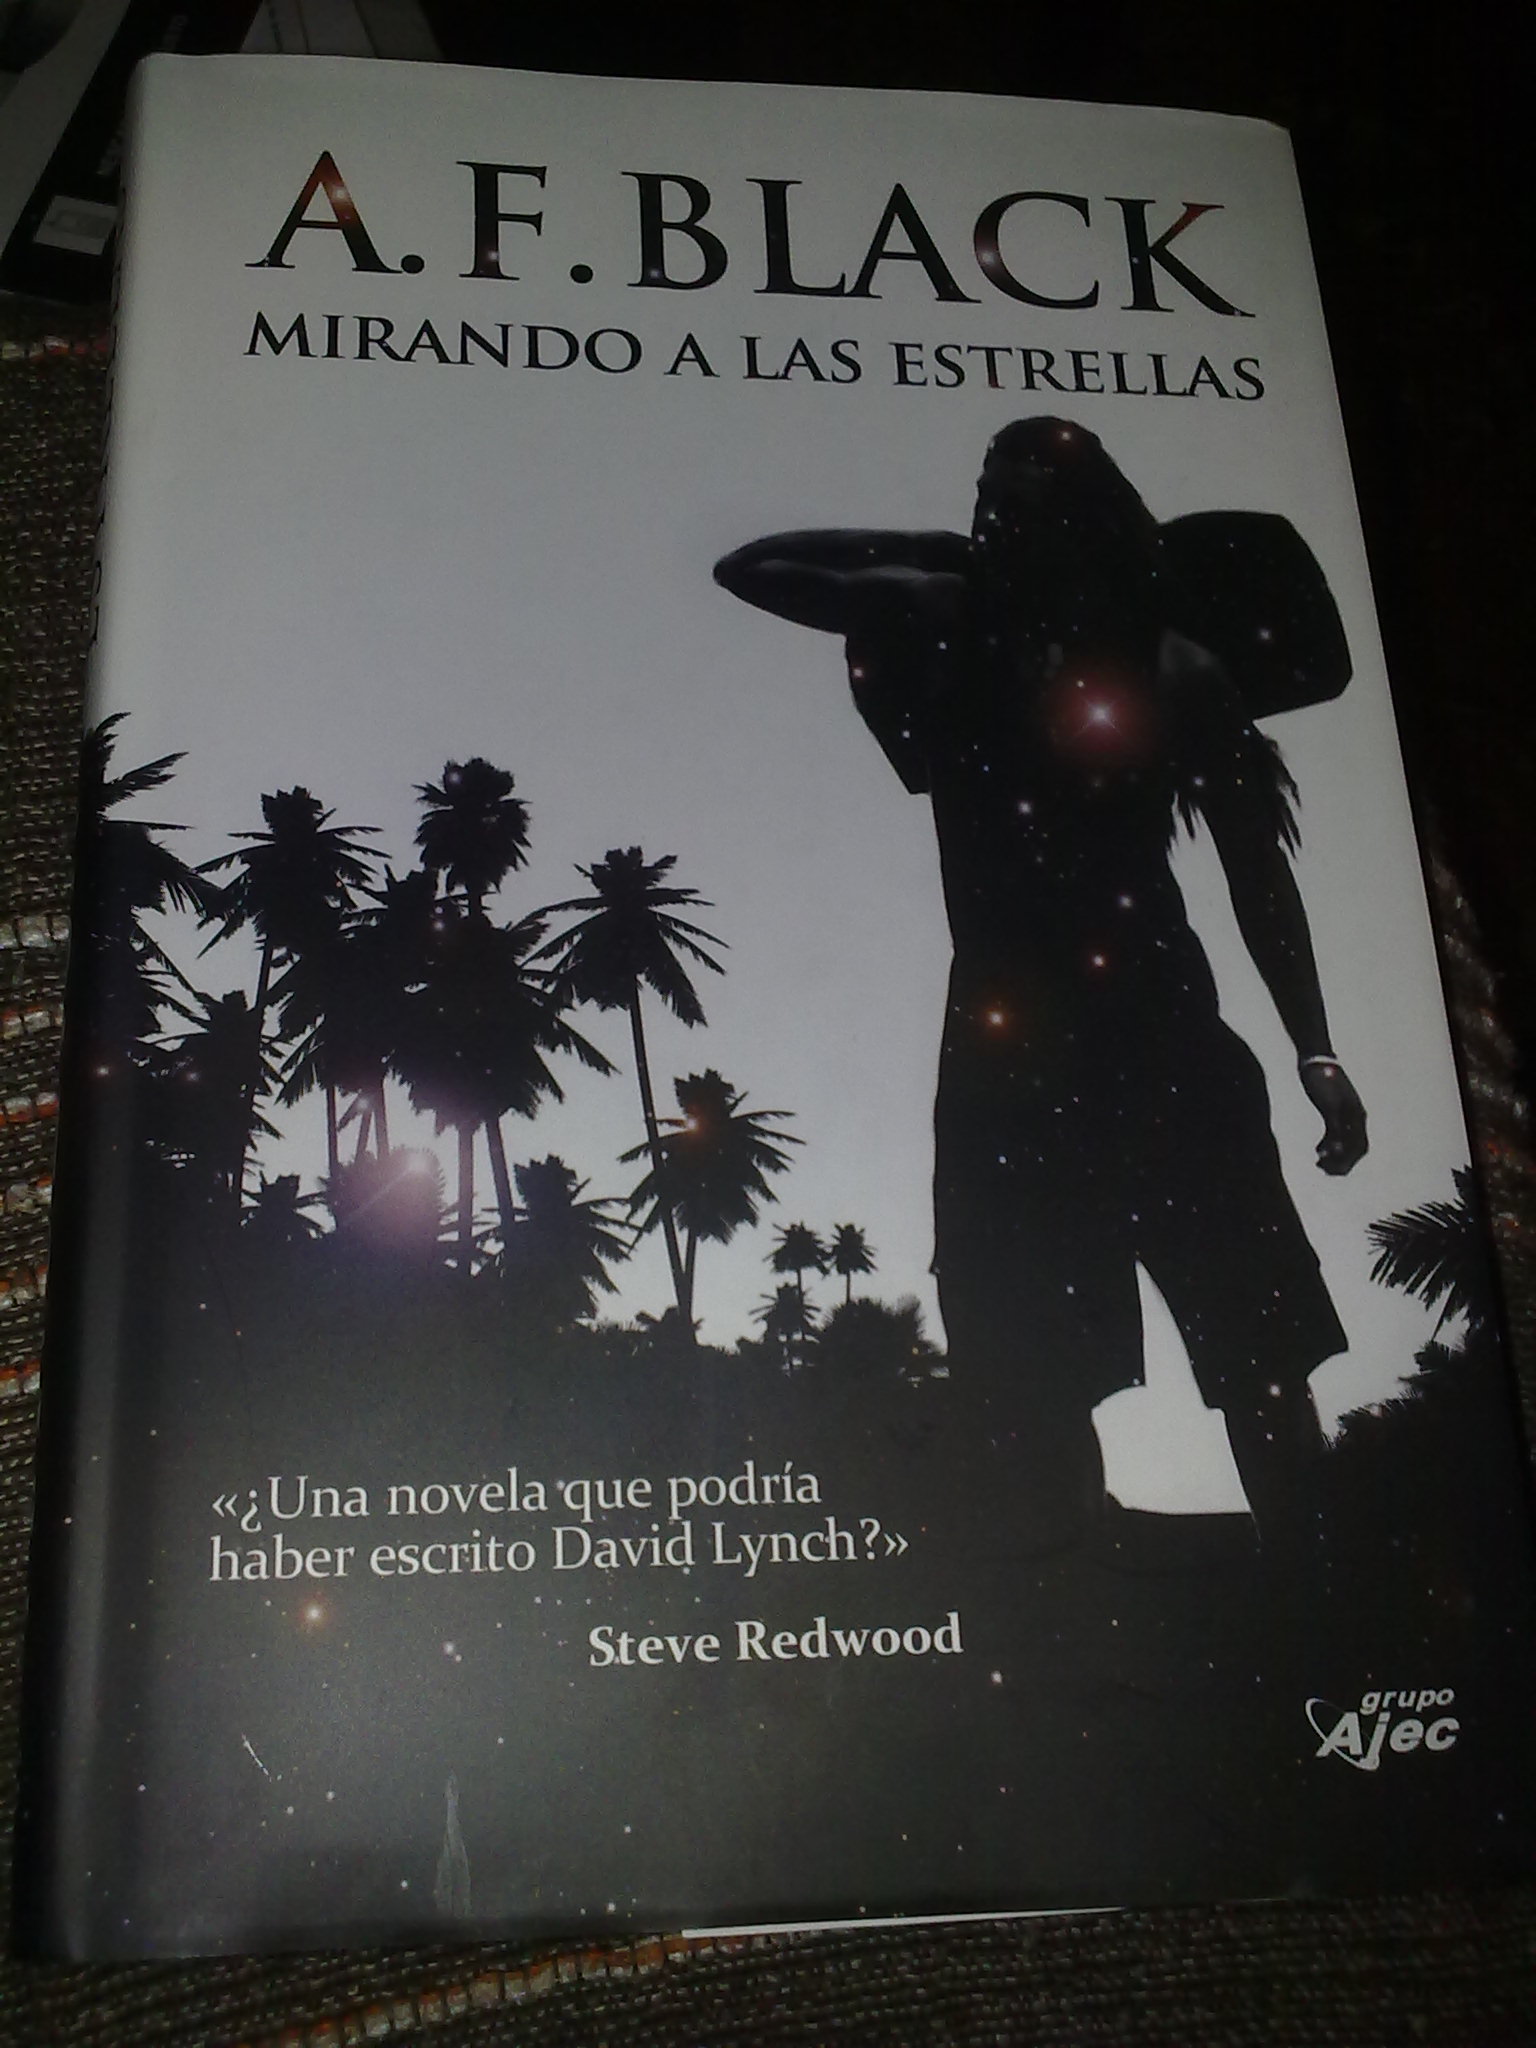 A. F. BLACK
MIRANDO A LAS ESTRELLAS
«¿Una novela que podría
haber escrito David Lynch?»
Steve Redwood
grupo
Ajec